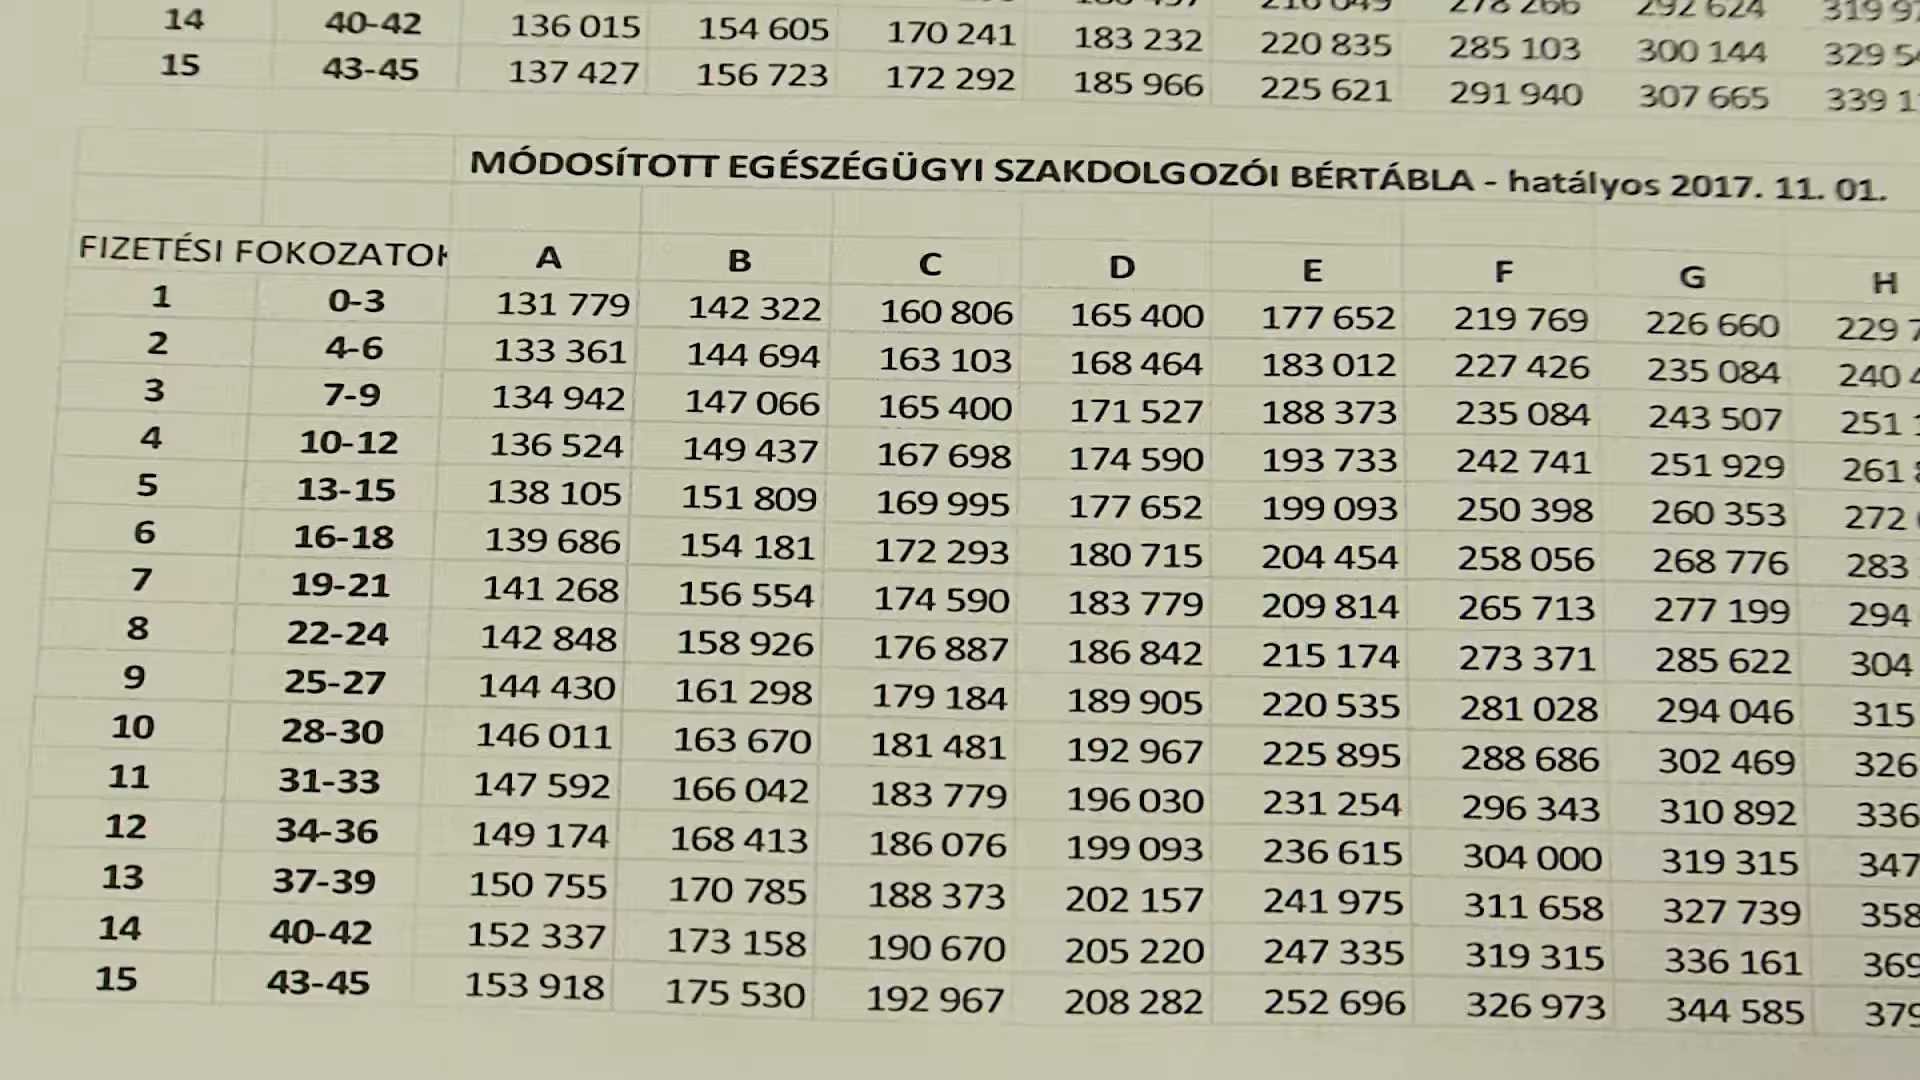 14 40-42 136 015 154 605 170 241 183 232 220 835 285 103 300 144
15 43-45 137 427 156 723 172 292 185 966 225 621 291 940 307 665
MÓDOSÍTOTT EGÉSZÉGÜGYI SZAKDOLGOZÓI BÉRTÁBLA - hatályos 2017. 11. 01.
FIZETÉSI FOKOZATOK A B C D E F G H
1 0-3 131 779 142 322 160 806 165 400 177 652 219 769 226 660 229 7
2 4-6 133 361 144 694 163 103 168 464 183 012 227 426 235 084 240 4
3 7-9 134 942 147 066 165 400 171 527 188 373 235 084 243 507 251 1
4 10-12 136 524 149 437 167 698 174 590 193 733 242 741 251 929 261 8
5 13-15 138 105 151 809 169 995 177 652 199 093 250 398 260 353 272
6 16-18 139 686 154 181 172 293 180 715 204 454 258 056 268 776 283
7 19-21 141 268 156 554 174 590 183 779 209 814 265 713 277 199 294
8 22-24 142 848 158 926 176 887 186 842 215 174 273 371 285 622 304
9 25-27 144 430 161 298 179 184 189 905 220 535 281 028 294 046 315
10 28-30 146 011 163 670 181 481 192 967 225 895 288 686 302 469 326
11 31-33 147 592 166 042 183 779 196 030 231 254 296 343 310 892 336
12 34-36 149 174 168 413 186 076 199 093 236 615 304 000 319 315 347
13 37-39 150 755 170 785 188 373 202 157 241 975 311 658 327 739 358
14 40-42 152 337 173 158 190 670 205 220 247 335 319 315 336 161 369
15 43-45 153 918 175 530 192 967 208 282 252 696 326 973 344 585 379